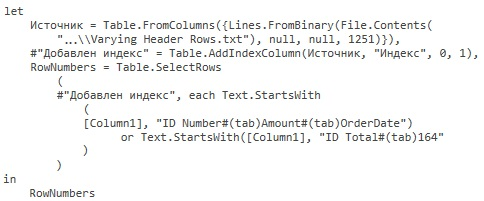 let
    Источник = Table.FromColumns({Lines.FromBinary(File.Contents(
        "...\\Varying Header Rows.txt"), null, null, 1251)}),
    #"Добавлен индекс" = Table.AddIndexColumn(Источник, "Индекс", 0, 1),
    RowNumbers = Table.SelectRows
        (
        #"Добавлен индекс", each Text.StartsWith
            (
            [Column1], "ID Number#(tab)Amount#(tab)OrderDate")
                or Text.StartsWith([Column1], "ID Total#(tab)164"
            )
        )
in
    RowNumbers